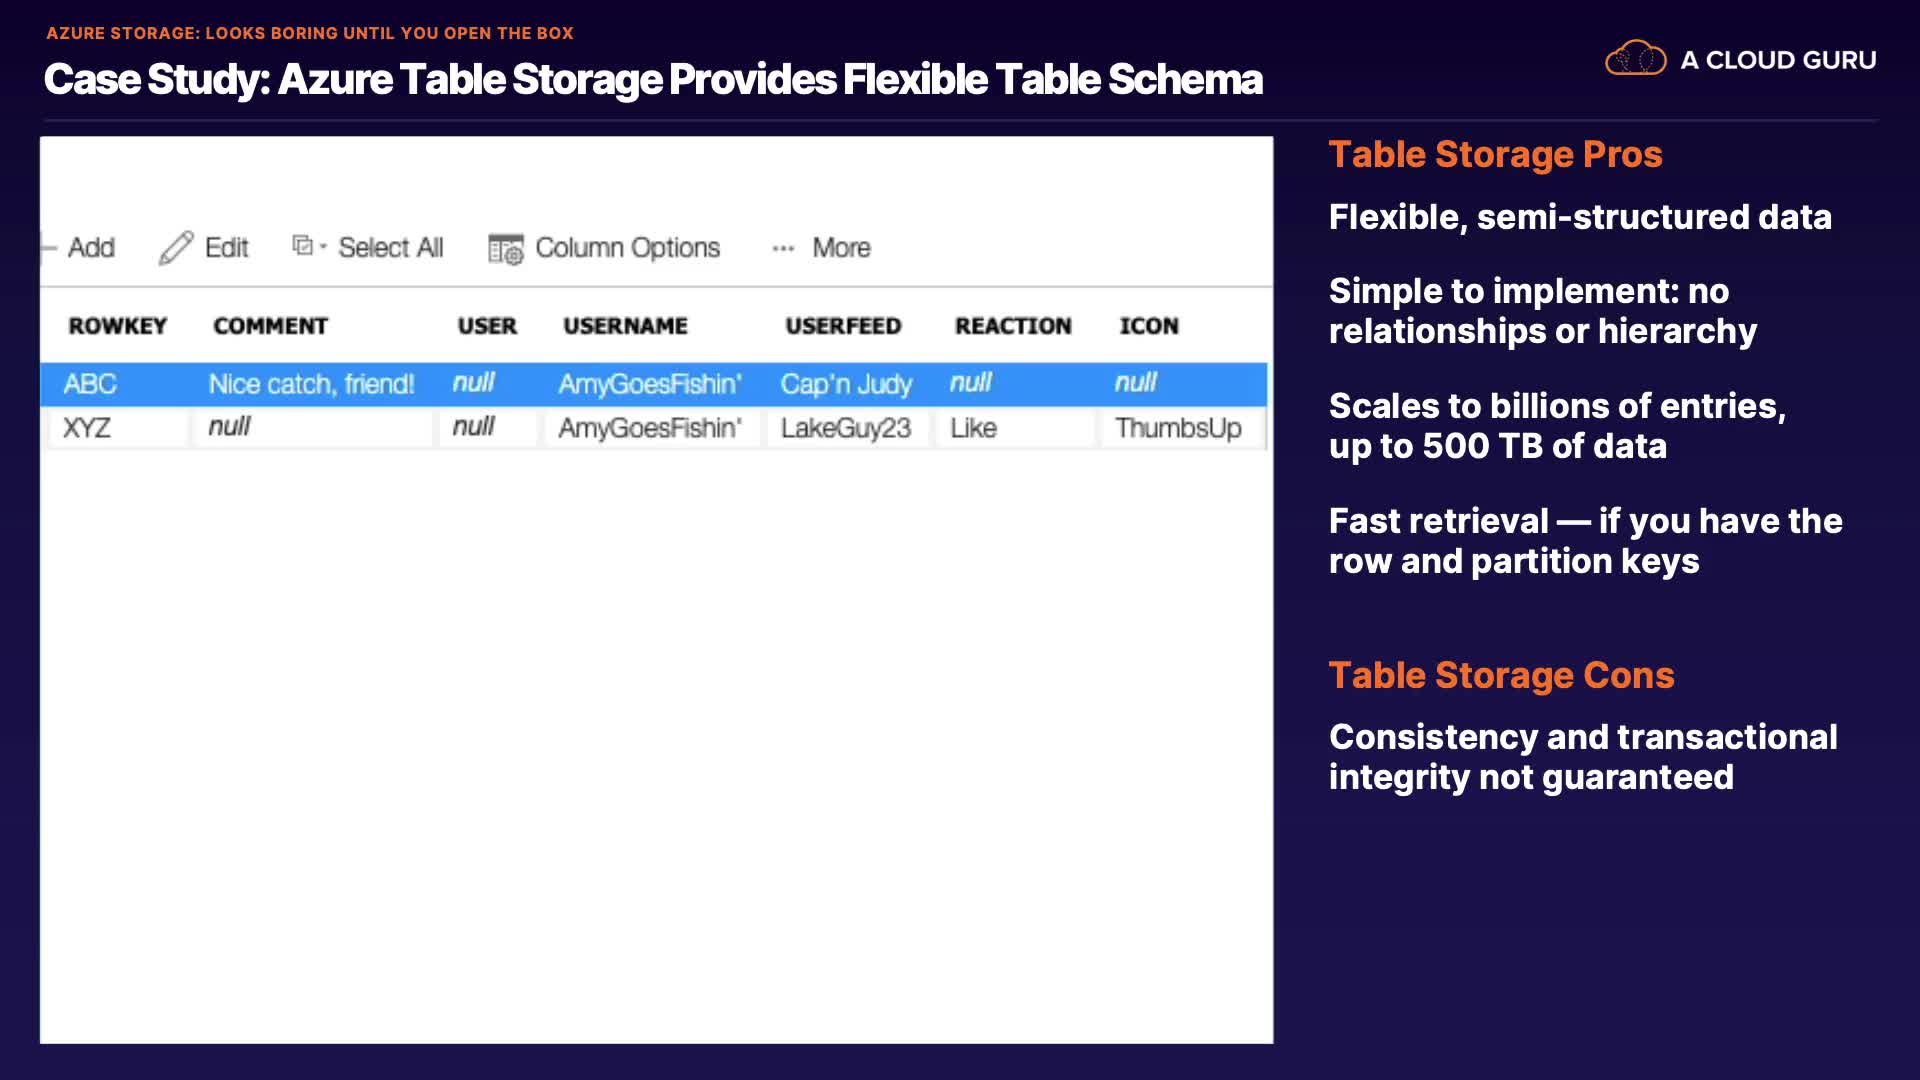 AZURE STORAGE: LOOKS BORING UNTIL YOU OPEN THE BOX
Case Study: Azure Table Storage Provides Flexible Table Schema
A CLOUD GURU
Add Edit Select All Column Options ··· More
ROWKEY COMMENT USER USERNAME USERFEED REACTION ICON
ABC Nice catch, friend! null AmyGoesFishin' Cap'n Judy null null
XYZ null null AmyGoesFishin' LakeGuy23 Like ThumbsUp
Table Storage Pros
Flexible, semi-structured data
Simple to implement: no
relationships or hierarchy
Scales to billions of entries,
up to 500 TB of data
Fast retrieval — if you have the
row and partition keys
Table Storage Cons
Consistency and transactional
integrity not guaranteed